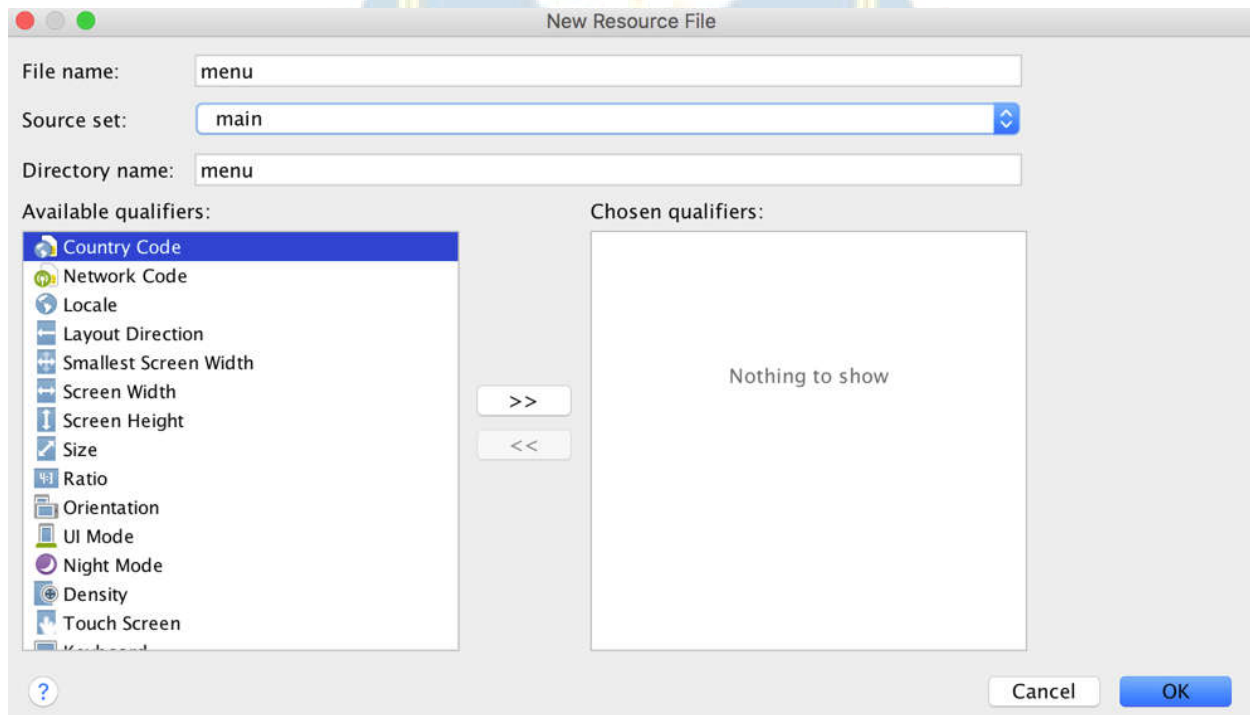 New Resource File
File name: menu
Source set: main
Directory name: menu
Available qualifiers:
Chosen qualifiers:
Country Code
Network Code
Locale
Layout Direction
Smallest Screen Width
Screen Width
Screen Height
Size
Ratio
Orientation
UI Mode
Night Mode
Density
Touch Screen
>>
<<
Nothing to show
?
Cancel
OK